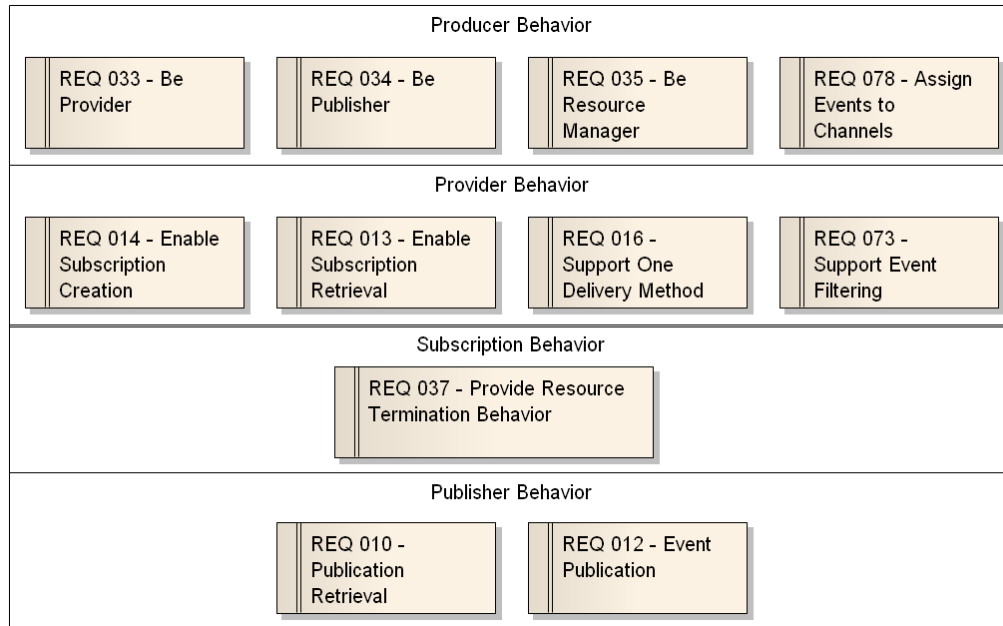 Producer Behavior
REQ 033 - Be
Provider
REQ 034 - Be
Publisher
REQ 035 - Be
Resource
Manager
REQ 078 - Assign
Events to
Channels
Provider Behavior
REQ 014 - Enable
Subscription
Creation
REQ 013 - Enable
Subscription
Retrieval
REQ 016 -
Support One
Delivery Method
REQ 073 -
Support Event
Filtering
Subscription Behavior
REQ 037 - Provide Resource
Termination Behavior
Publisher Behavior
REQ 010 -
Publication
Retrieval
REQ 012 - Event
Publication